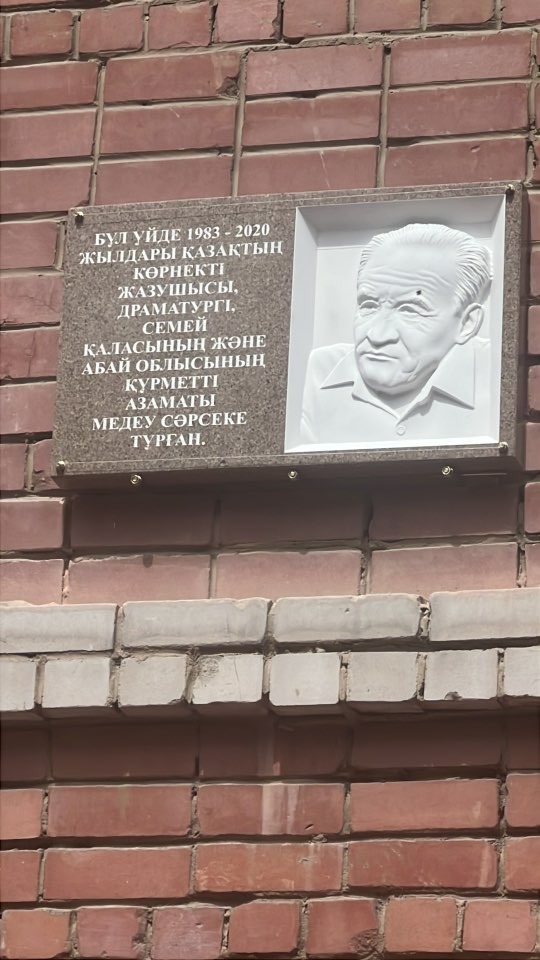 БҰЛ ҮЙДЕ 1983 - 2020
ЖЫЛДАРЫ ҚАЗАҚТЫҢ
КӨРНЕКТІ
ЖАЗУШЫСЫ,
ДРАМАТУРГІ,
СЕМЕЙ
ҚАЛАСЫНЫҢ ЖӘНЕ
АБАЙ ОБЛЫСЫНЫҢ
ҚҰРМЕТТІ
АЗАМАТЫ
МЕДЕУ СӘРСЕКЕ
ТҰРҒАН.